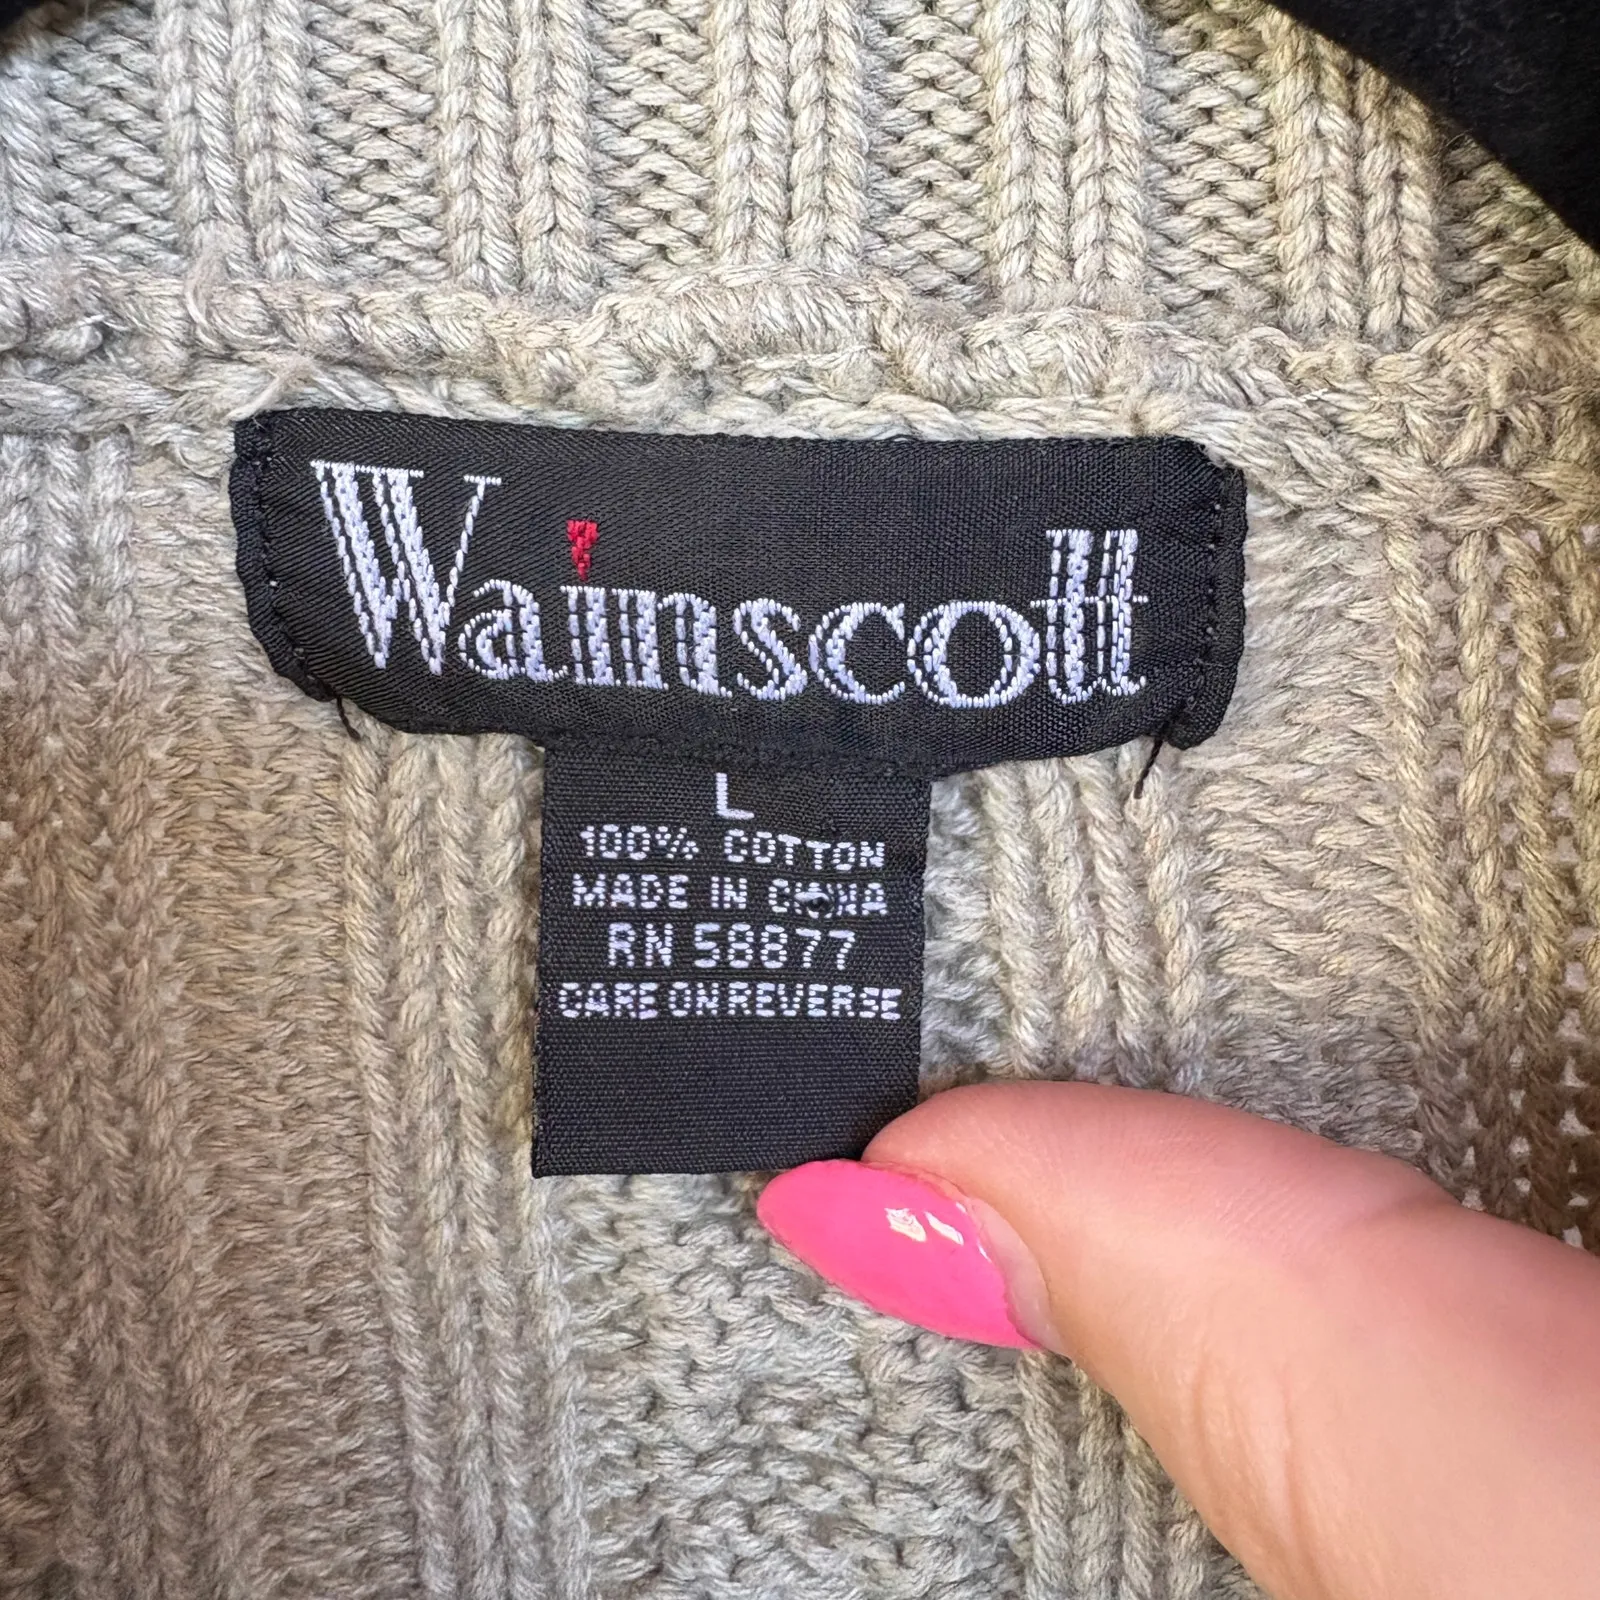 Wainscott
L
100% COTTON
MADE IN CHINA
RN 58877
CARE ON REVERSE